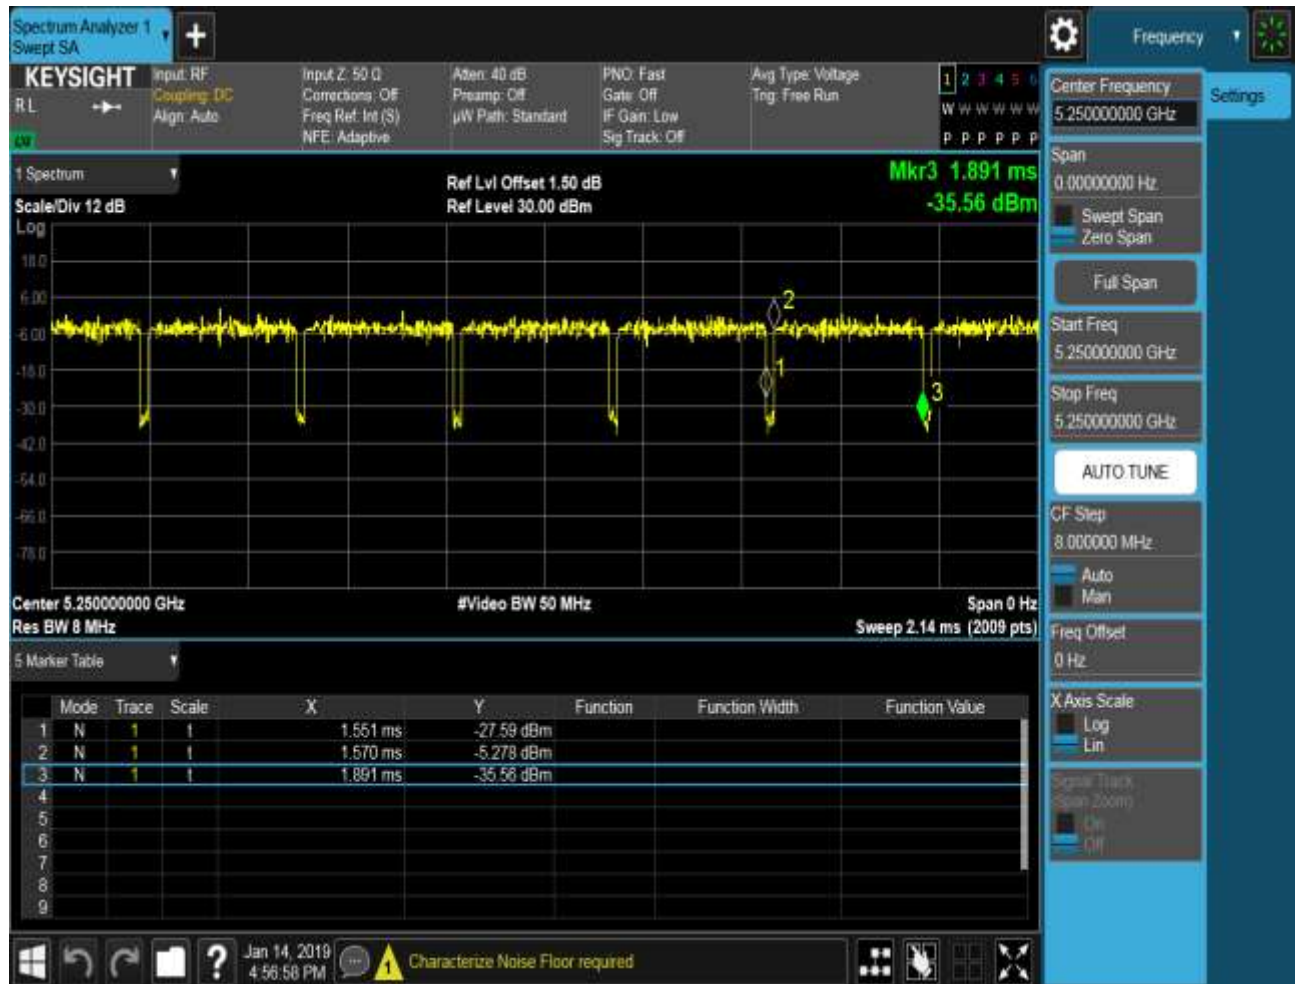 Spectrum Analyzer 1
Swept SA
+
Frequency
KEYSIGHT
Input: RF
Coupling: DC
Align: Auto
Input Z: 50 Ω
Corrections: Off
Freq Ref: Int (S)
NFE: Adaptive
Atten: 40 dB
Preamp: Off
µW Path: Standard
PNO: Fast
Gate: Off
IF Gain: Low
Sig Track: Off
Avg Type: Voltage
Trig: Free Run
1 2 3 4 5 6
W W W W W W
P P P P P P
R L
1 Spectrum
Scale/Div 12 dB
Ref Lvl Offset 1.50 dB
Ref Level 30.00 dBm
Mkr3 1.891 ms
-35.56 dBm
Log
18.0
6.00
-6.00
-18.0
-30.0
-42.0
-54.0
-66.0
-78.0
2
1
3
Center 5.250000000 GHz
#Video BW 50 MHz
Span 0 Hz
Res BW 8 MHz
Sweep 2.14 ms (2009 pts)
5 Marker Table
Mode Trace Scale X Y Function Function Width Function Value
1 N 1 t 1.551 ms -27.59 dBm
2 N 1 t 1.570 ms -5.278 dBm
3 N 1 t 1.891 ms -35.56 dBm
4
5
6
7
8
9
Center Frequency
5.250000000 GHz
Settings
Span
0.00000000 Hz
Swept Span
Zero Span
Full Span
Start Freq
5.250000000 GHz
Stop Freq
5.250000000 GHz
AUTO TUNE
CF Step
8.000000 MHz
Auto
Man
Freq Offset
0 Hz
X Axis Scale
Log
Lin
Signal Track
(Span Zoom)
On
Off
?
Jan 14, 2019
4:56:58 PM
1
Characterize Noise Floor required